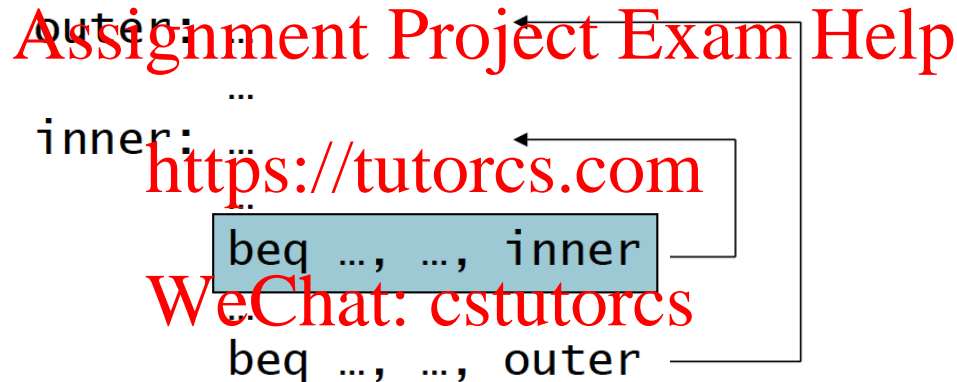 outer: …
Assignment Project Exam Help
…
inner: …
https://tutorcs.com
…
beq …, …, inner
WeChat: cstutorcs
…
beq …, …, outer